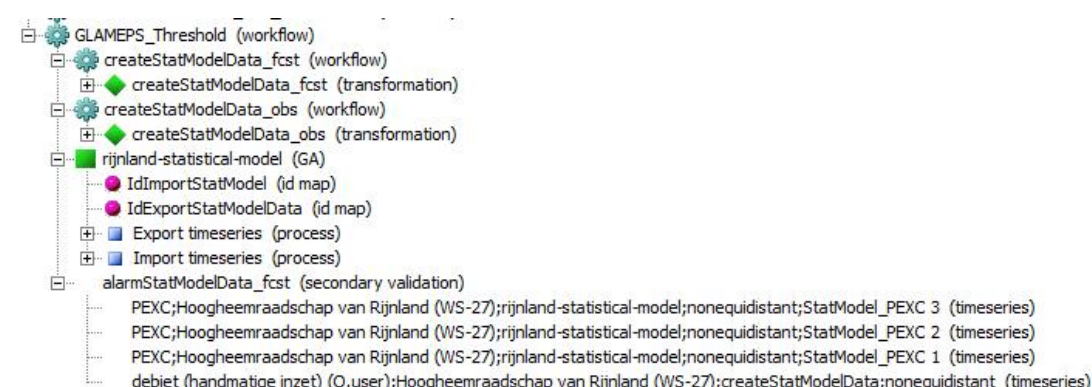 GLAMEPS_Threshold (workflow)
createStatModelData_fcst (workflow)
createStatModelData_fcst (transformation)
createStatModelData_obs (workflow)
createStatModelData_obs (transformation)
rijnland-statistical-model (GA)
IdImportStatModel (id map)
IdExportStatModelData (id map)
Export timeseries (process)
Import timeseries (process)
alarmStatModelData_fcst (secondary validation)
PEXC;Hoogheemraadschap van Rijnland (WS-27);rijnland-statistical-model;nonequidistant;StatModel_PEXC 3 (timeseries)
PEXC;Hoogheemraadschap van Rijnland (WS-27);rijnland-statistical-model;nonequidistant;StatModel_PEXC 2 (timeseries)
PEXC;Hoogheemraadschap van Rijnland (WS-27);rijnland-statistical-model;nonequidistant;StatModel_PEXC 1 (timeseries)
debiet (handmatige inzet) (Q.user);Hoogheemraadschap van Rijnland (WS-27);createStatModelData;nonequidistant (timeseries